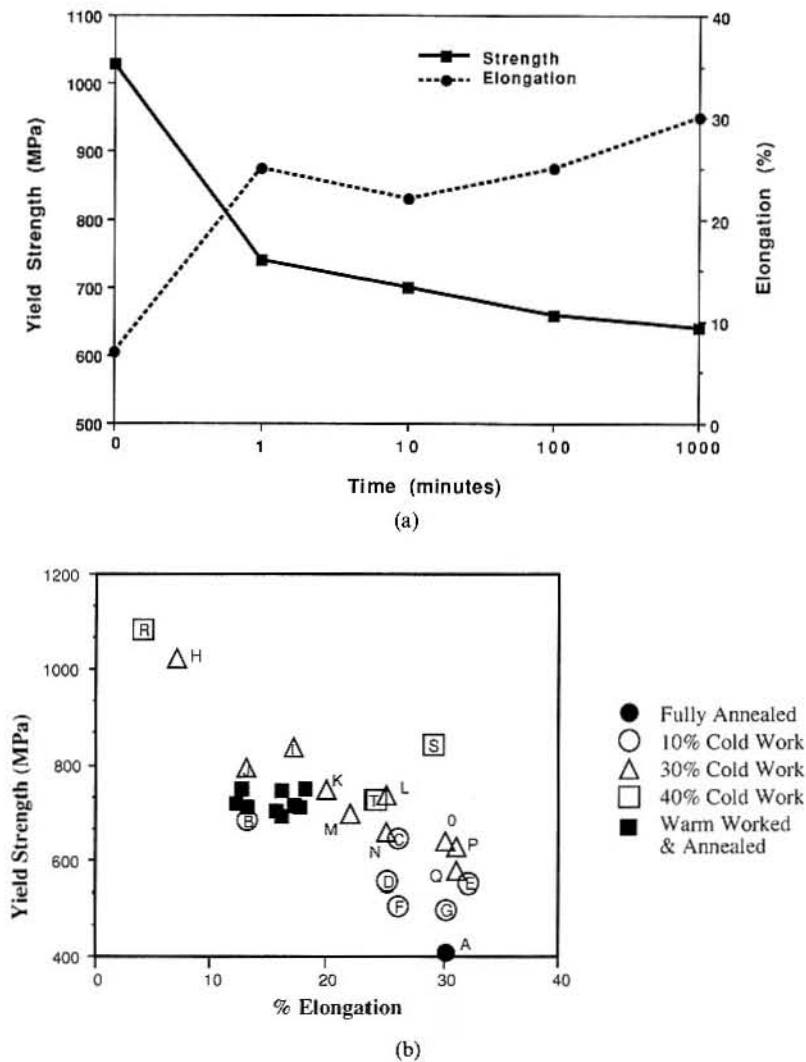 1100
1000
900
800
700
600
500
Yield Strength (MPa)
Strength
Elongation
40
30
20
10
0
Elongation (%)
0 1 10 100 1000
Time (minutes)
(a)
1200
1000
800
600
400
Yield Strength (MPa)
R
H
S
I
J
K
L
T
B
M
N
C
0
P
D
Q
E
F
G
A
0 10 20 30 40
% Elongation
Fully Annealed
10% Cold Work
30% Cold Work
40% Cold Work
Warm Worked
& Annealed
(b)